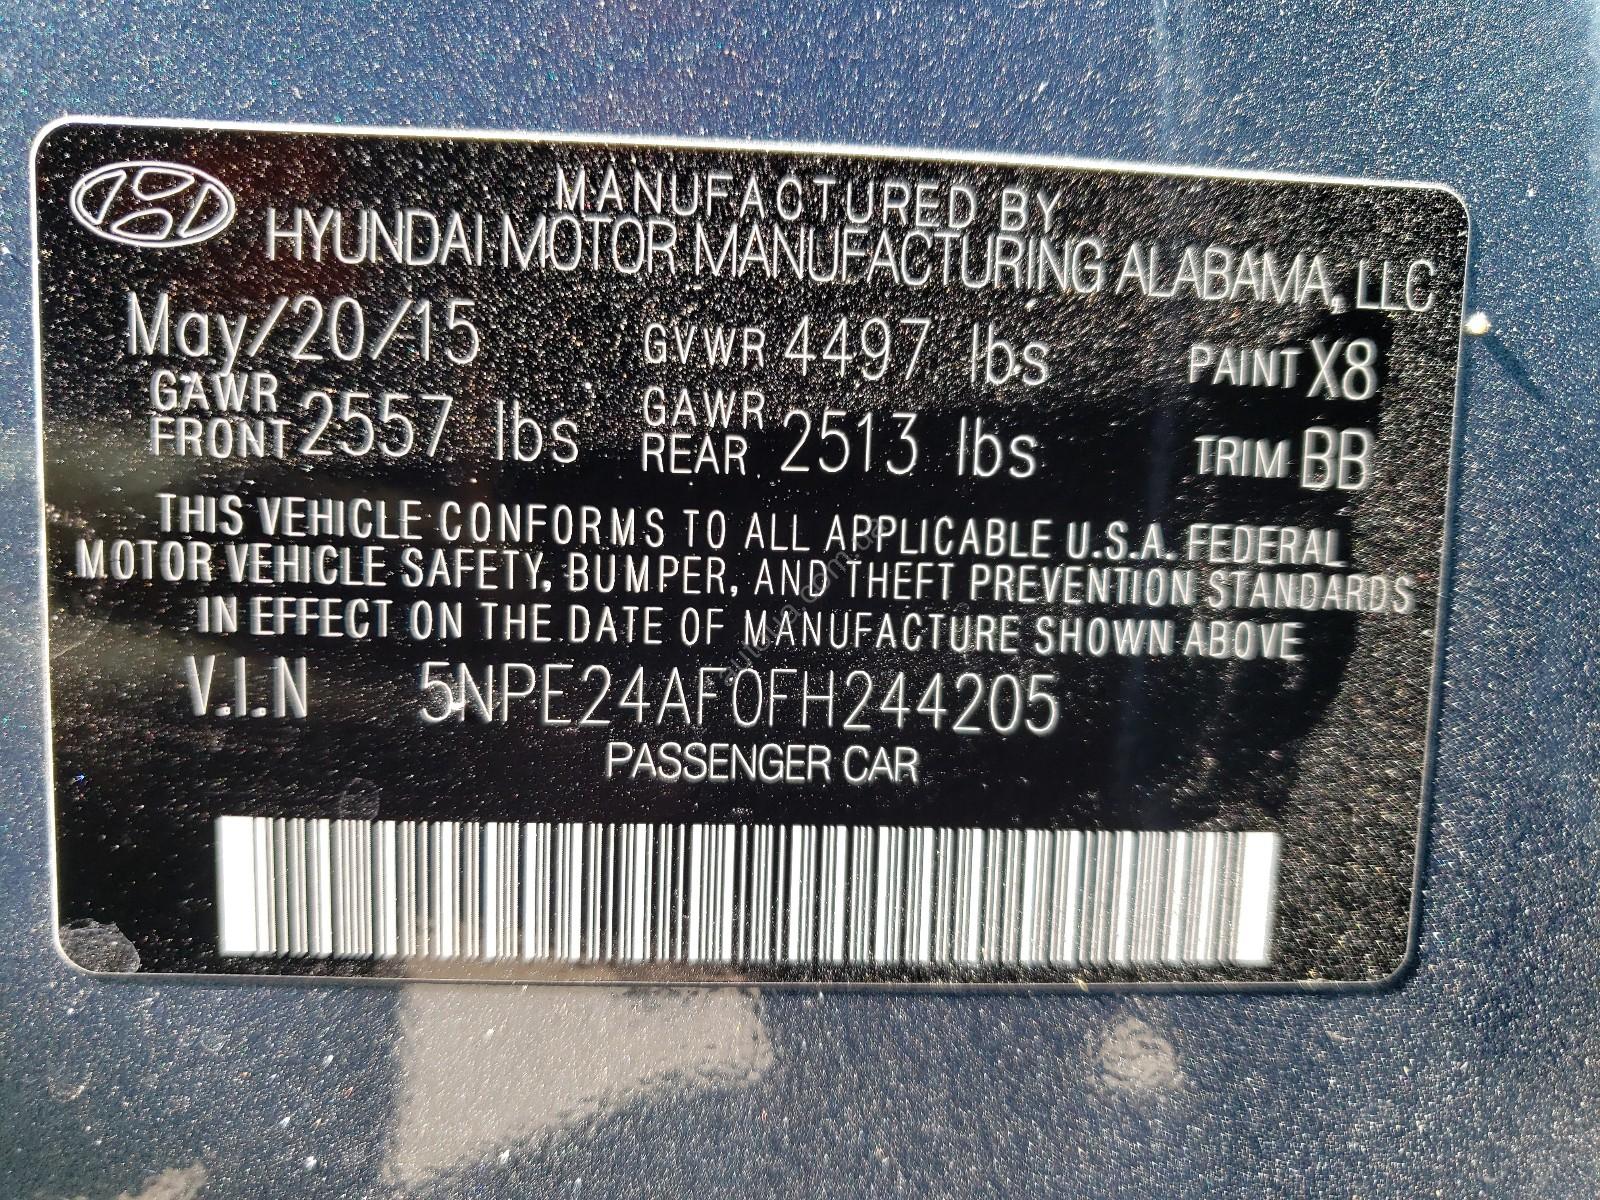 MANUFACTURED BY
HYUNDAI MOTOR MANUFACTURING ALABAMA, LLC
May/20/15 GVWR 4497 lbs PAINT X8
GAWR FRONT 2557 lbs GAWR REAR 2513 lbs TRIM BB
THIS VEHICLE CONFORMS TO ALL APPLICABLE U.S.A. FEDERAL
MOTOR VEHICLE SAFETY, BUMPER, AND THEFT PREVENTION STANDARDS
IN EFFECT ON THE DATE OF MANUFACTURE SHOWN ABOVE
V.I.N 5NPE24AF0FH244205
PASSENGER CAR